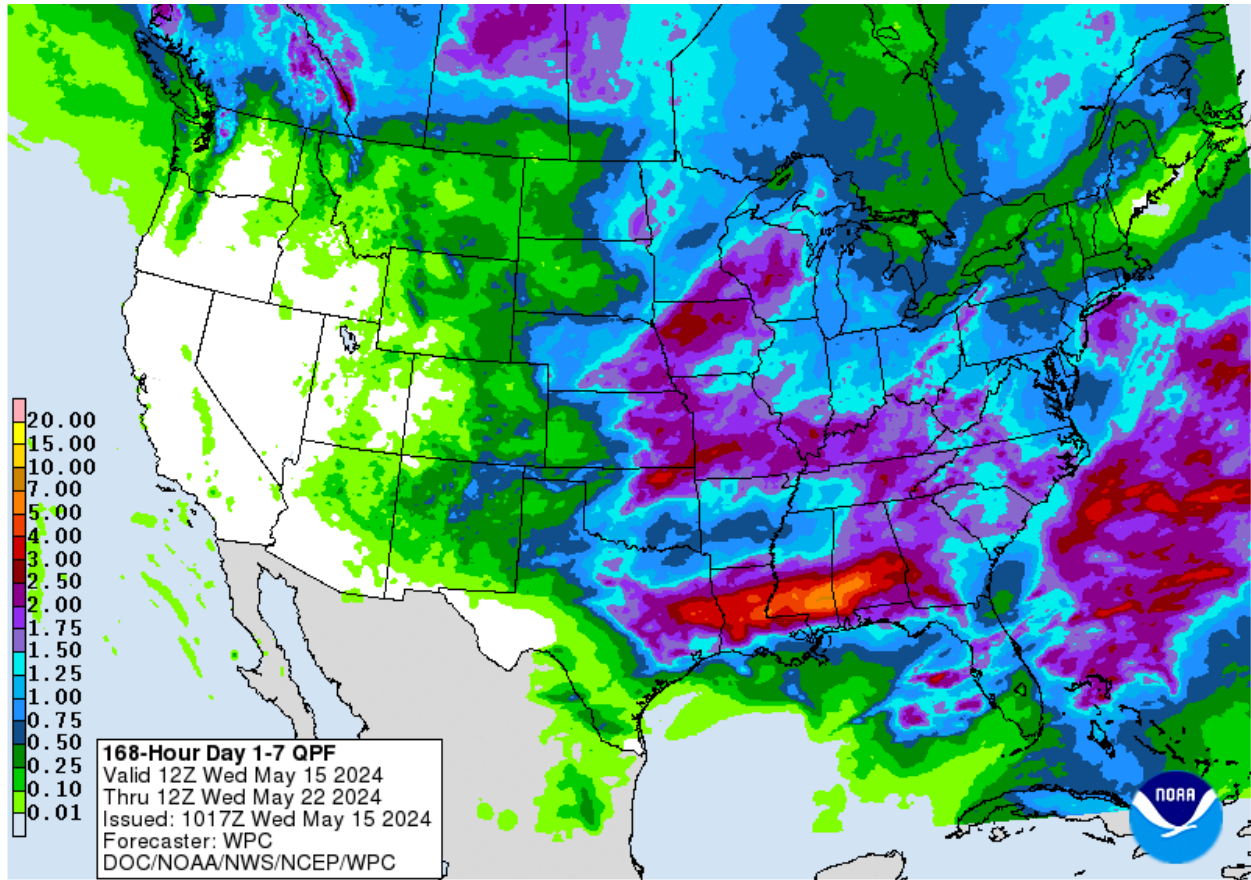 20.00
15.00
10.00
7.00
5.00
4.00
3.00
2.50
2.00
1.75
1.50
1.25
1.00
0.75
0.50
0.25
0.10
0.01
168-Hour Day 1-7 QPF
Valid 12Z Wed May 15 2024
Thru 12Z Wed May 22 2024
Issued: 1017Z Wed May 15 2024
Forecaster: WPC
DOC/NOAA/NWS/NCEP/WPC
NOAA